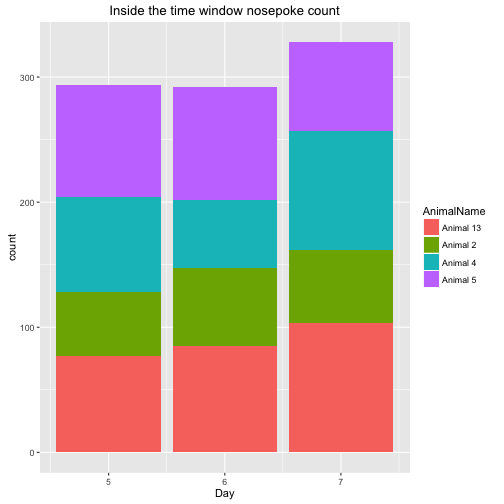 Inside the time window nosepoke count
count
300
200
100
0
5 6 7
Day
AnimalName
Animal 13
Animal 2
Animal 4
Animal 5